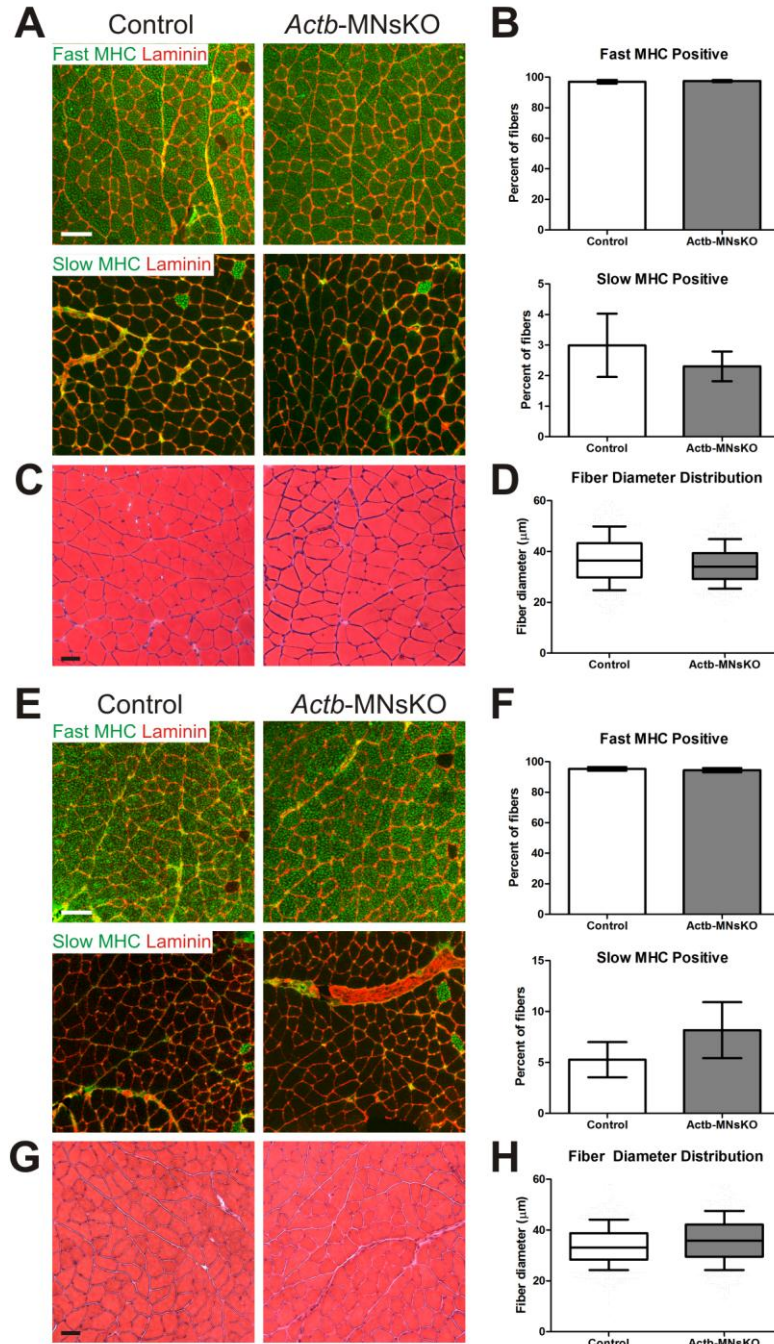 A
Control
Actb-MNsKO
Fast MHC Laminin
Slow MHC Laminin
B
Fast MHC Positive
Percent of fibers
100
80
60
40
20
0
Control
Actb-MNsKO
Slow MHC Positive
Percent of fibers
5
4
3
2
1
0
Control
Actb-MNsKO
C
D
Fiber Diameter Distribution
Fiber diameter (μm)
60
40
20
0
Control
Actb-MNsKO
E
Control
Actb-MNsKO
Fast MHC Laminin
Slow MHC Laminin
F
Fast MHC Positive
Percent of fibers
100
80
60
40
20
0
Control
Actb-MNsKO
Slow MHC Positive
Percent of fibers
15
10
5
0
Control
Actb-MNsKO
G
H
Fiber Diameter Distribution
Fiber diameter (μm)
60
40
20
0
Control
Actb-MNsKO